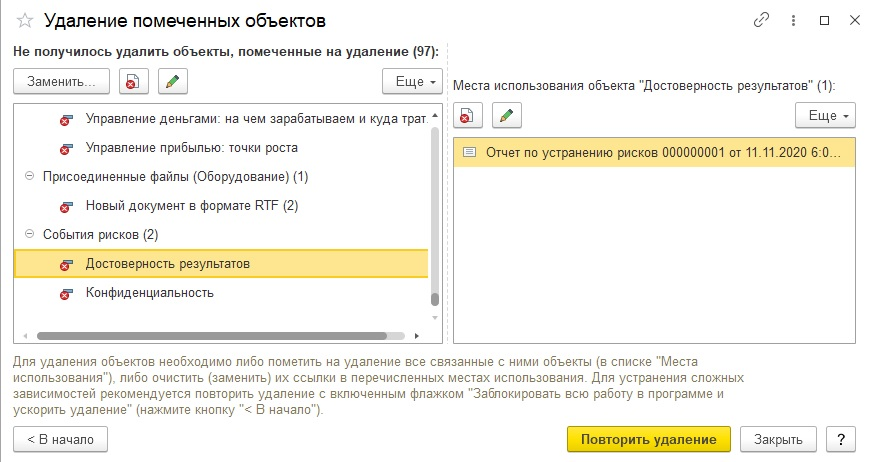 Удаление помеченных объектов
Не получилось удалить объекты, помеченные на удаление (97):
Заменить...
Еще
Места использования объекта "Достоверность результатов" (1):
Еще
Управление деньгами: на чем зарабатываем и куда трат.
Управление прибылью: точки роста
Присоединенные файлы (Оборудование) (1)
Новый документ в формате RTF (2)
События рисков (2)
Достоверность результатов
Конфиденциальность
Отчет по устранению рисков 000000001 от 11.11.2020 6:0...
Для удаления объектов необходимо либо пометить на удаление все связанные с ними объекты (в списке "Места
использования"), либо очистить (заменить) их ссылки в перечисленных местах использования. Для устранения сложных
зависимостей рекомендуется повторить удаление с включенным флажком "Заблокировать всю работу в программе и
ускорить удаление" (нажмите кнопку "< В начало").
< В начало
Повторить удаление
Закрыть
?